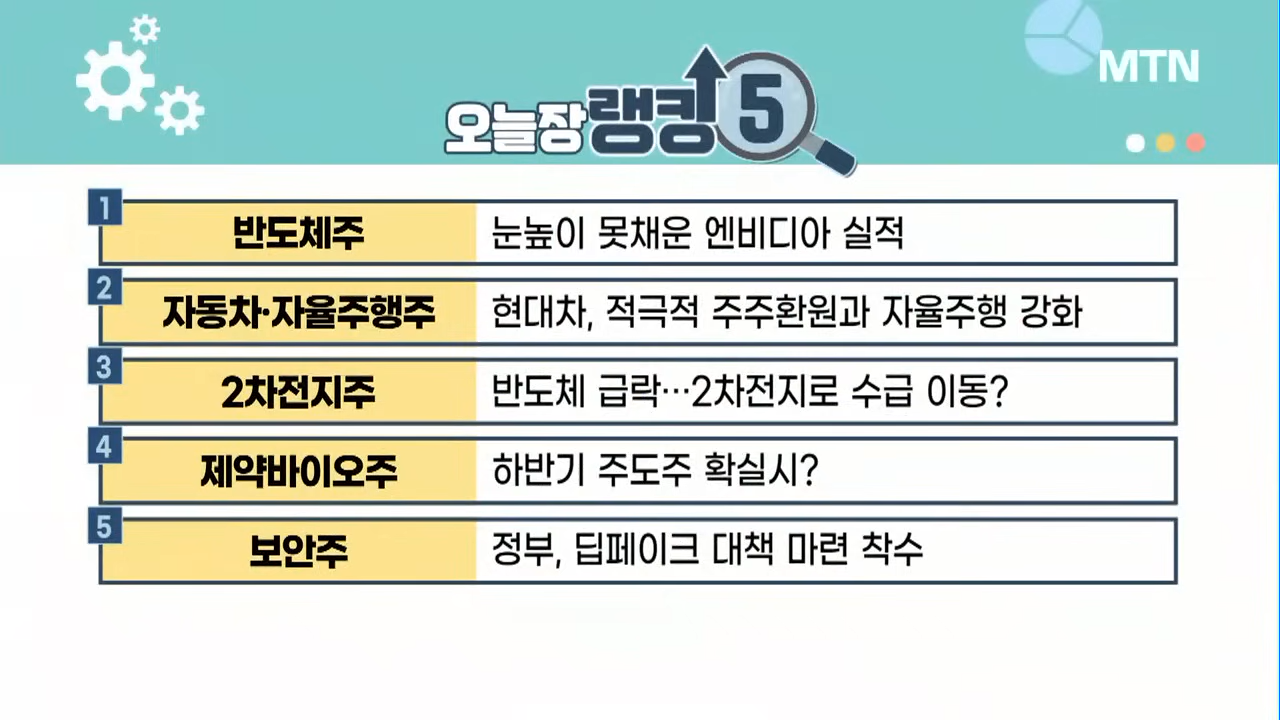 MTN
오늘장랭킹5
1
반도체주 눈높이 못채운 엔비디아 실적
2
자동차·자율주행주 현대차, 적극적 주주환원과 자율주행 강화
3
2차전지주 반도체 급락…2차전지로 수급 이동?
4
제약바이오주 하반기 주도주 확실시?
5
보안주 정부, 딥페이크 대책 마련 착수